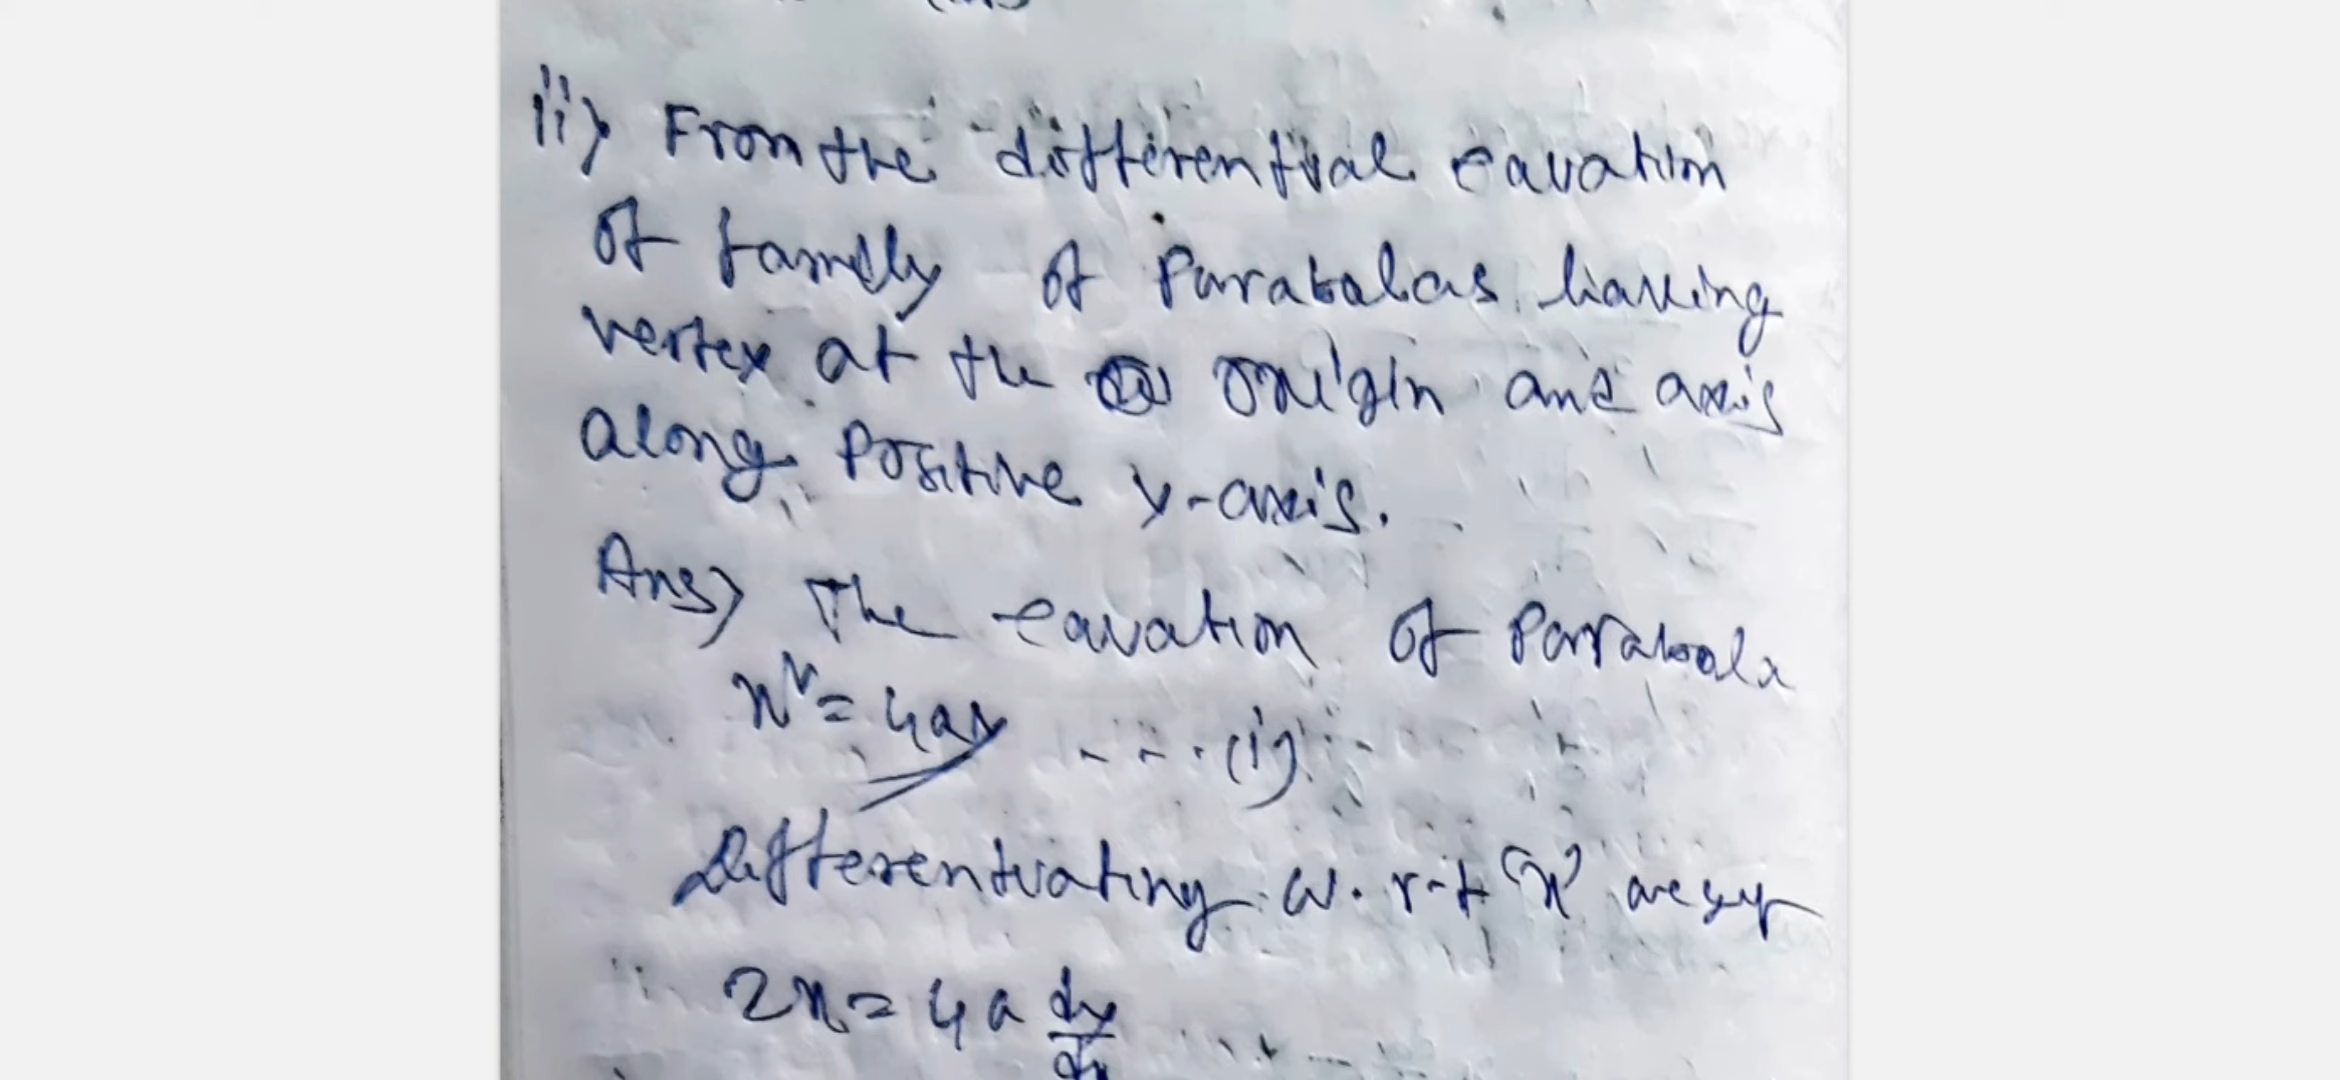 ii) From the differential equation
of family of Parabolas having
vertex at the origin and axis
along Positive y-axis.
Ans) The equation of Parabola
x² = 4ay ....(i)
Differentiating w.r.t 'x' we get
2x = 4a dy/dx